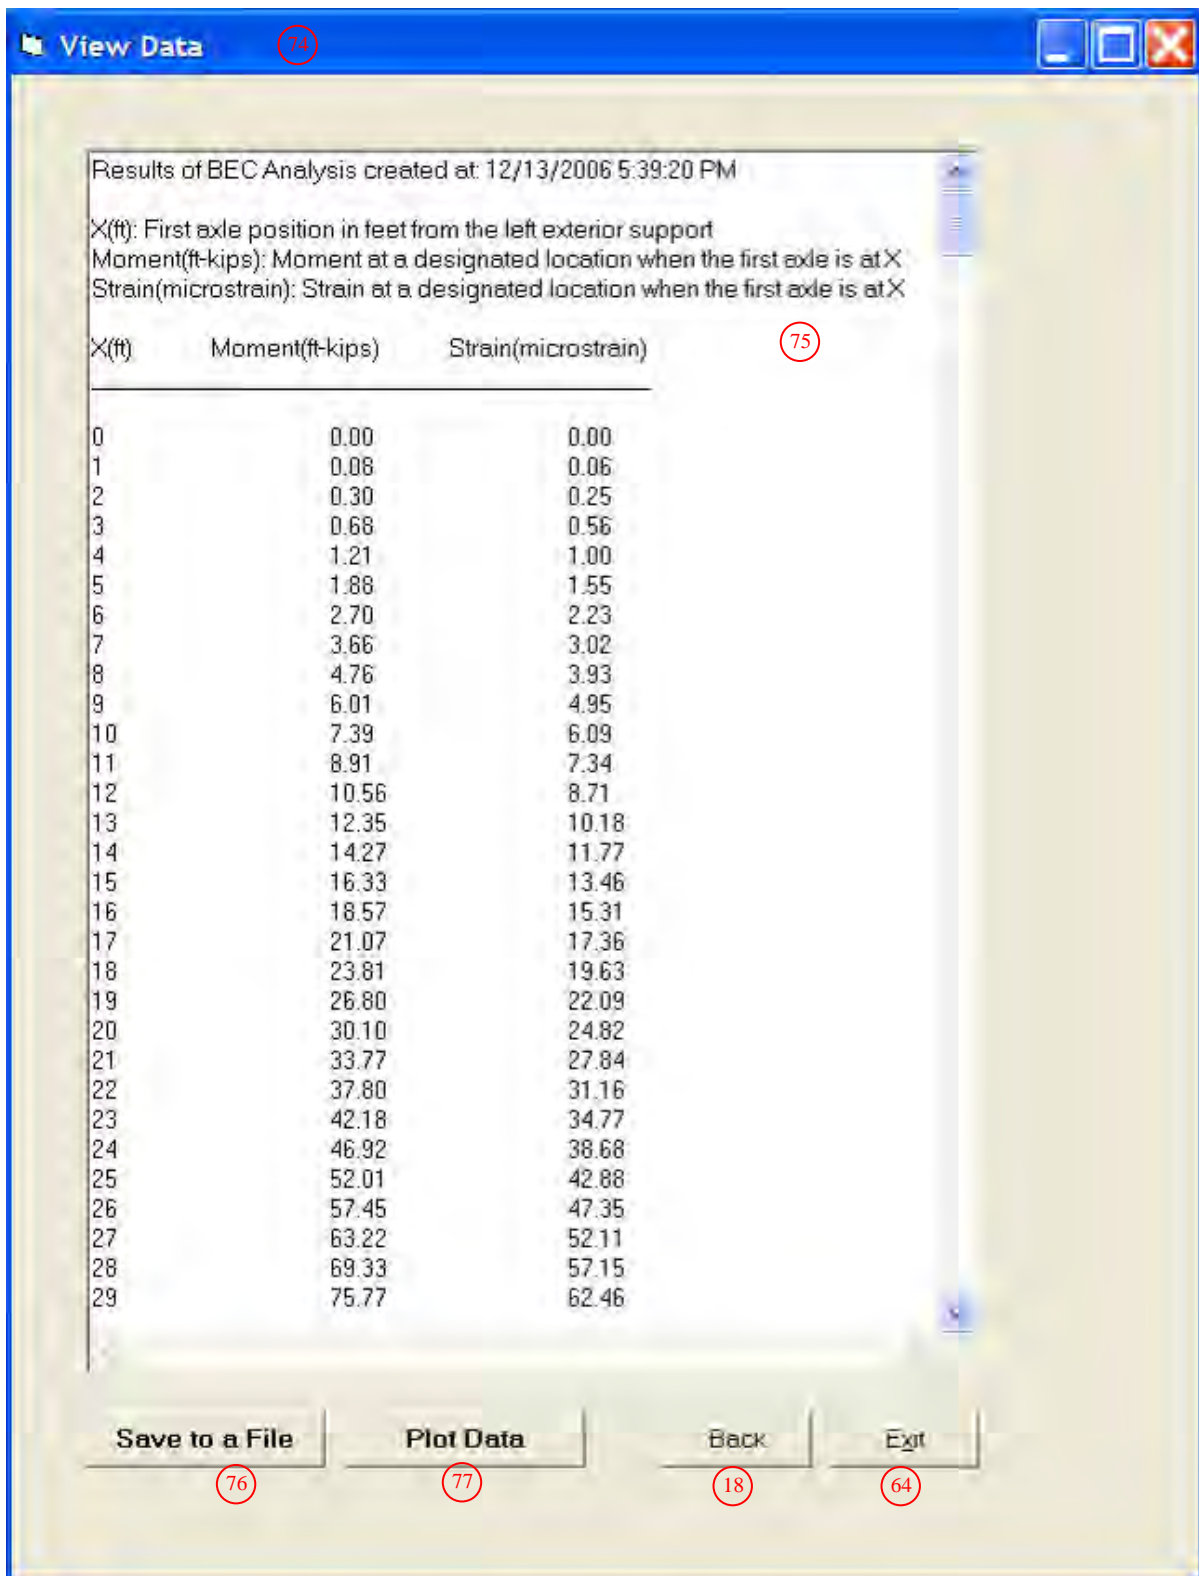 View Data 74
Results of BEC Analysis created at: 12/13/2006 5:39:20 PM
X(ft): First axle position in feet from the left exterior support
Moment(ft-kips): Moment at a designated location when the first axle is at X
Strain(microstrain): Strain at a designated location when the first axle is at X
75
X(ft) Moment(ft-kips) Strain(microstrain)
0 0.00 0.00
1 0.08 0.06
2 0.30 0.25
3 0.68 0.56
4 1.21 1.00
5 1.88 1.55
6 2.70 2.23
7 3.66 3.02
8 4.76 3.93
9 6.01 4.95
10 7.39 6.09
11 8.91 7.34
12 10.56 8.71
13 12.35 10.18
14 14.27 11.77
15 16.33 13.46
16 18.57 15.31
17 21.07 17.36
18 23.81 19.63
19 26.80 22.09
20 30.10 24.82
21 33.77 27.84
22 37.80 31.16
23 42.18 34.77
24 46.92 38.68
25 52.01 42.88
26 57.45 47.35
27 63.22 52.11
28 69.33 57.15
29 75.77 62.46
Save to a File Plot Data Back Exit
76 77 18 64